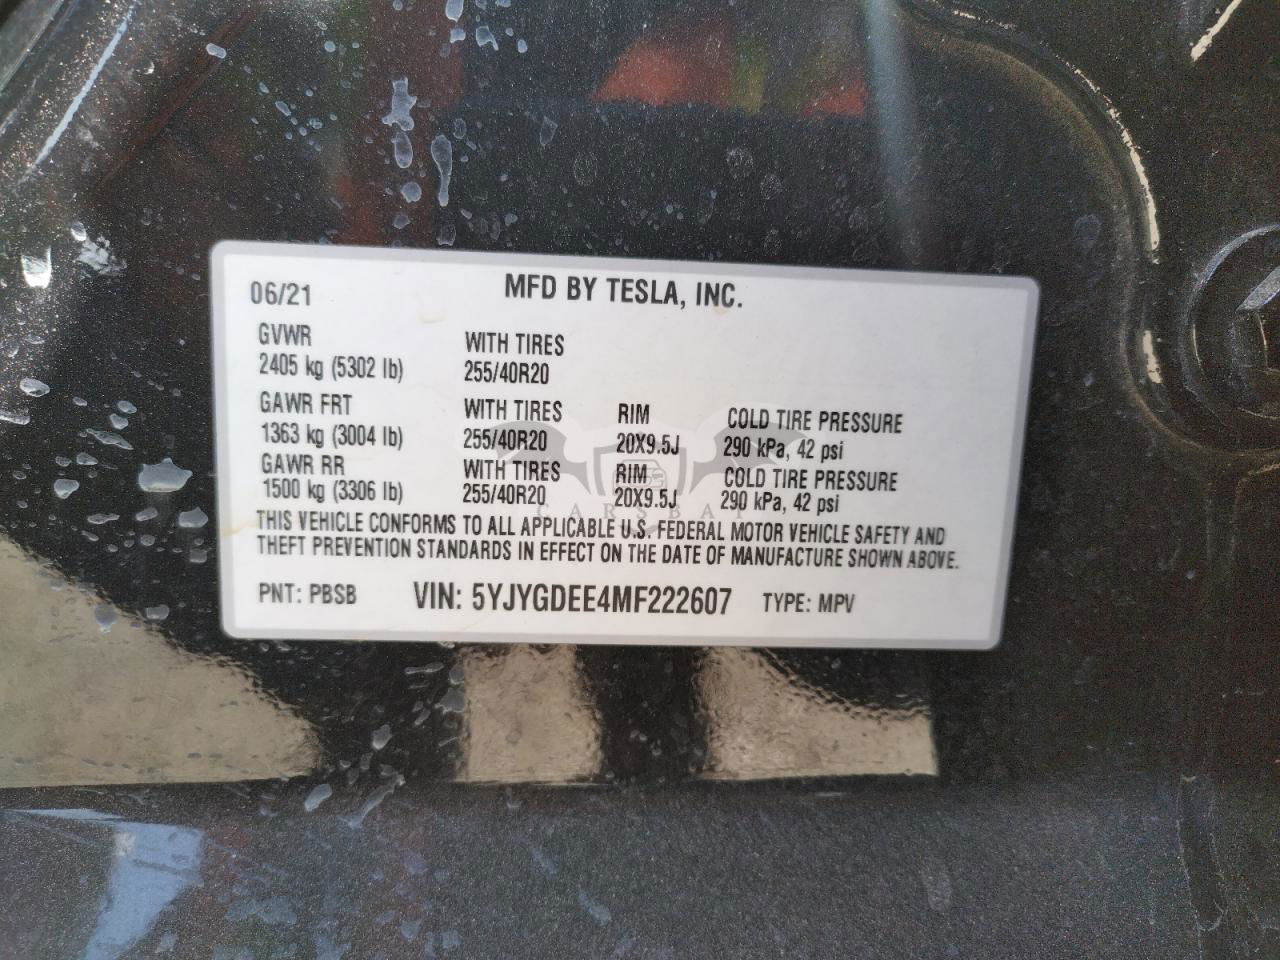 06/21 MFD BY TESLA, INC.
GVWR WITH TIRES
2405 kg (5302 lb) 255/40R20
GAWR FRT WITH TIRES RIM COLD TIRE PRESSURE
1363 kg (3004 lb) 255/40R20 20X9.5J 290 kPa, 42 psi
GAWR RR WITH TIRES RIM COLD TIRE PRESSURE
1500 kg (3306 lb) 255/40R20 20X9.5J 290 kPa, 42 psi
CARSBAT
THIS VEHICLE CONFORMS TO ALL APPLICABLE U.S. FEDERAL MOTOR VEHICLE SAFETY AND
THEFT PREVENTION STANDARDS IN EFFECT ON THE DATE OF MANUFACTURE SHOWN ABOVE.
PNT: PBSB VIN: 5YJYGDEE4MF222607 TYPE: MPV